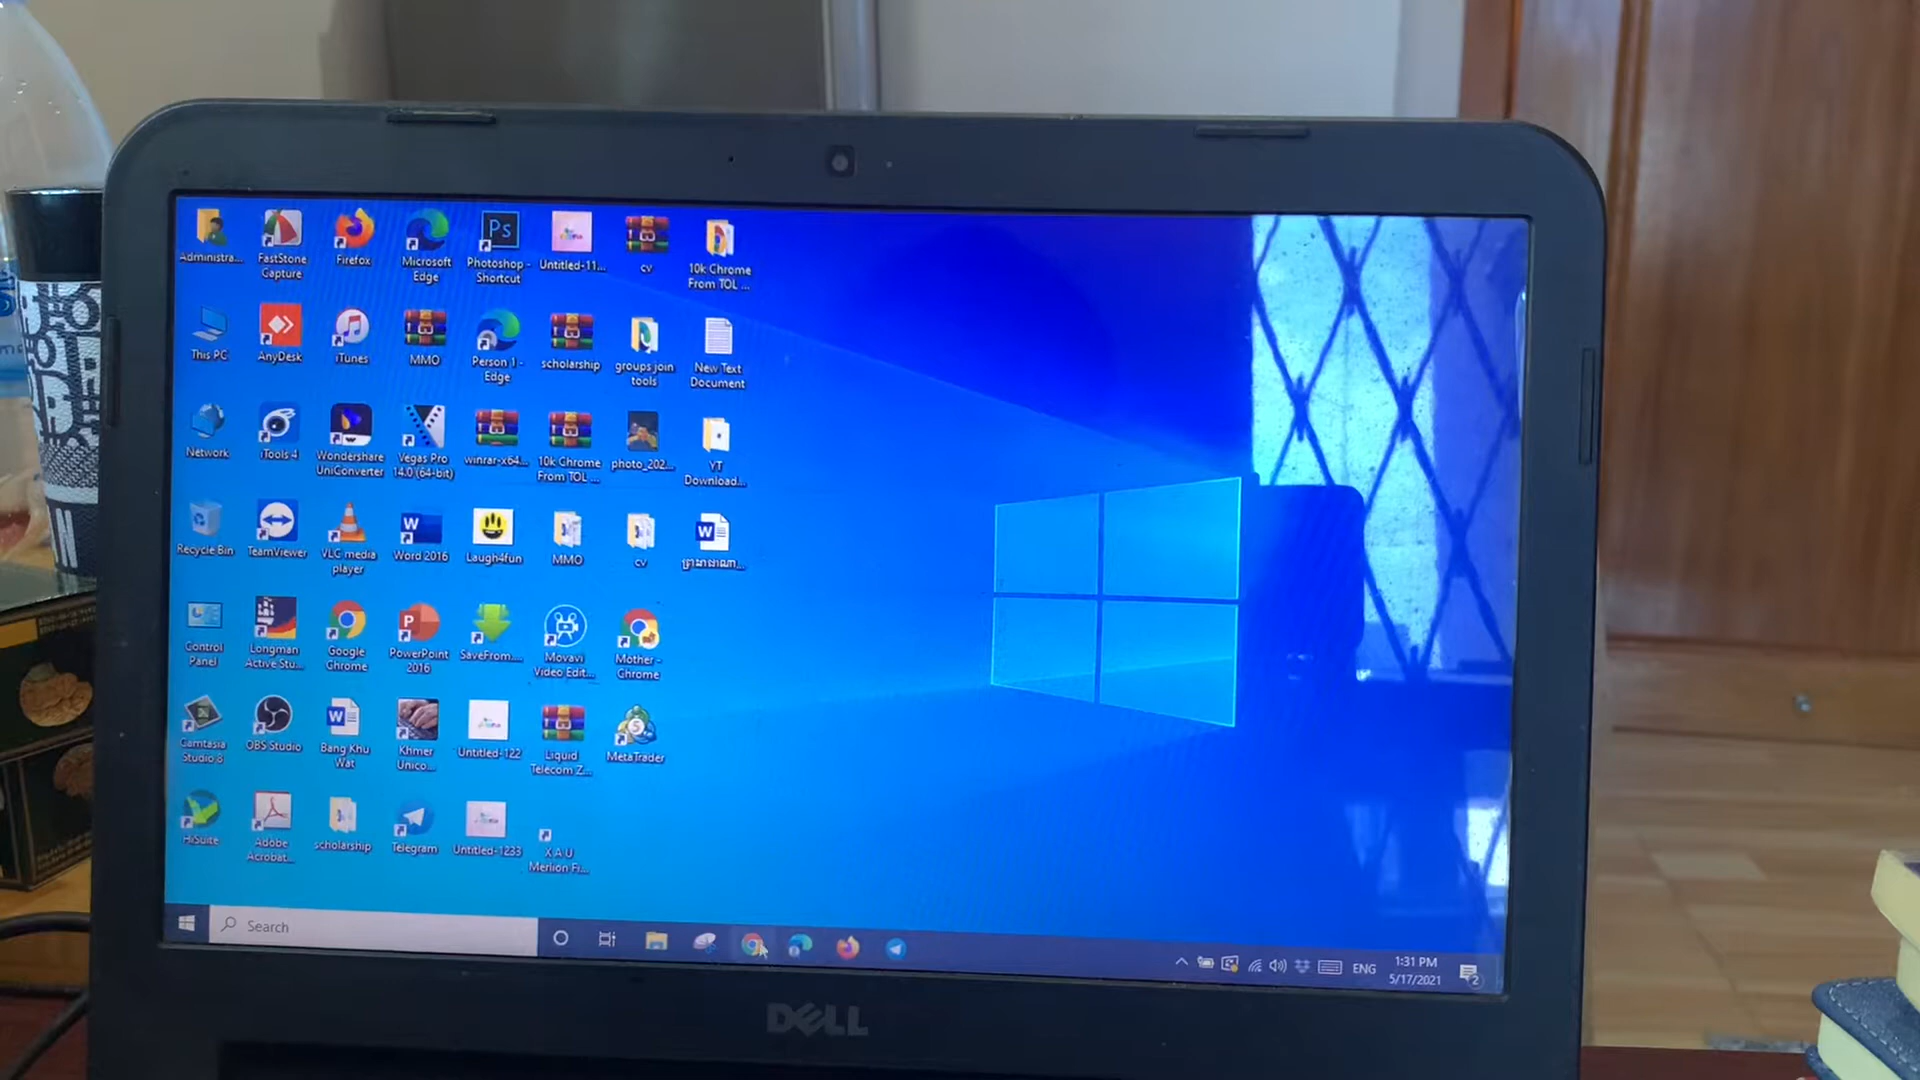 Administra...
FastStone
Capture
Firefox
Microsoft
Edge
Ps
Photoshop -
Shortcut
Untitled-11...
cv
10k Chrome
From TOL ...
This PC
AnyDesk
iTunes
MMO
Person 1 -
Edge
scholarship
groups join
tools
New Text
Document
Network
iTools 4
Wondershare
UniConverter
Vegas Pro
14.0 (64-bit)
winrar-x64...
10k Chrome
From TOL ...
photo_202...
YT
Download...
Recycle Bin
TeamViewer
VLC media
player
W
Word 2016
Laugh4fun
MMO
cv
W
Control
Panel
Longman
Active Stu...
Google
Chrome
P
PowerPoint
2016
SaveFrom....
Movavi
Video Edit...
Mother -
Chrome
Camtasia
Studio 8
OBS Studio
W
Bang Khu
Wat
Khmer
Unico...
Untitled-122
Liquid
Telecom Z...
5
MetaTrader
HiSuite
Adobe
Acrobat...
scholarship
Telegram
Untitled-1233
X A U
Merlion Fi...
Search
ENG
1:31 PM
5/17/2021
2
DELL